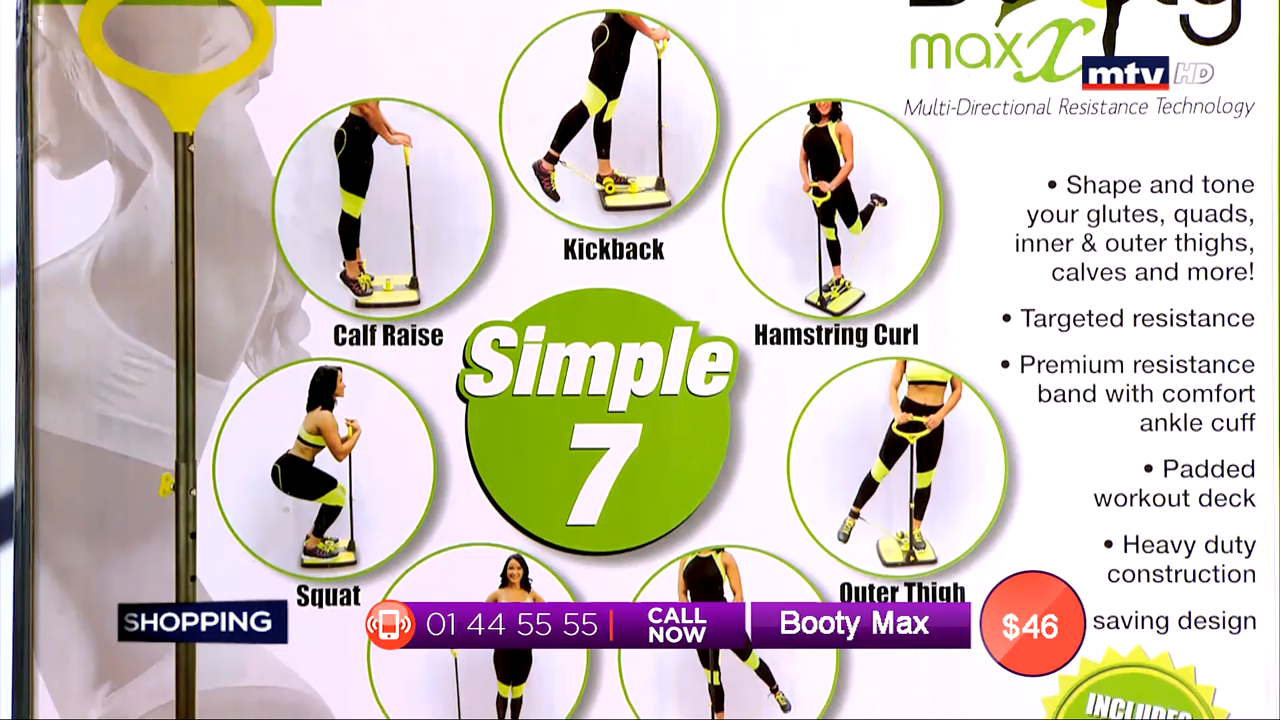 maxx
mtv HD
Multi-Directional Resistance Technology
• Shape and tone
your glutes, quads,
inner & outer thighs,
calves and more!
• Targeted resistance
• Premium resistance
band with comfort
ankle cuff
• Padded
workout deck
• Heavy duty
construction
saving design
Kickback
Calf Raise
Hamstring Curl
Simple
7
Squat
Outer Thigh
SHOPPING
01 44 55 55
CALL
NOW
Booty Max
$46